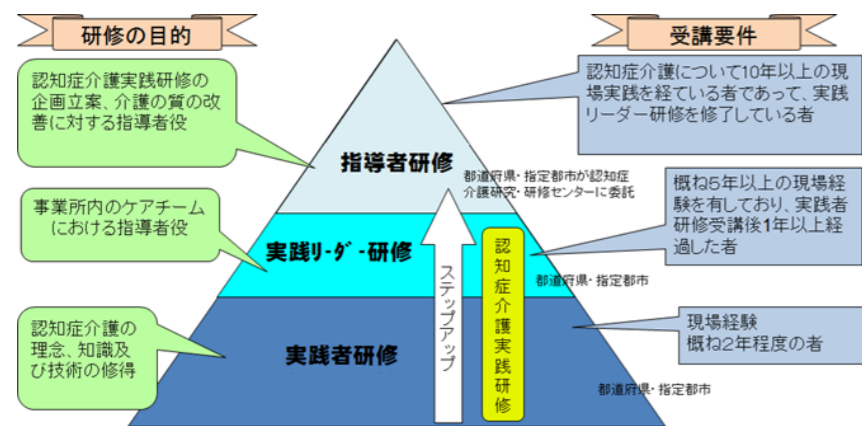 研修の目的
受講要件
認知症介護実践研修の
企画立案、介護の質の改
善に対する指導者役
認知症介護について10年以上の現
場実践を経ている者であって、実践
リーダー研修を修了している者
指導者研修
都道府県・指定都市が認知症
介護研究・研修センターに委託
事業所内のケアチーム
における指導者役
概ね5年以上の現場経
験を有しており、実践者
研修受講後1年以上経
過した者
実践ﾘｰﾀﾞｰ研修
都道府県・指定都市
ステップアップ
認知症介護実践研修
認知症介護の
理念、知識及
び技術の修得
実践者研修
現場経験
概ね2年程度の者
都道府県・指定都市